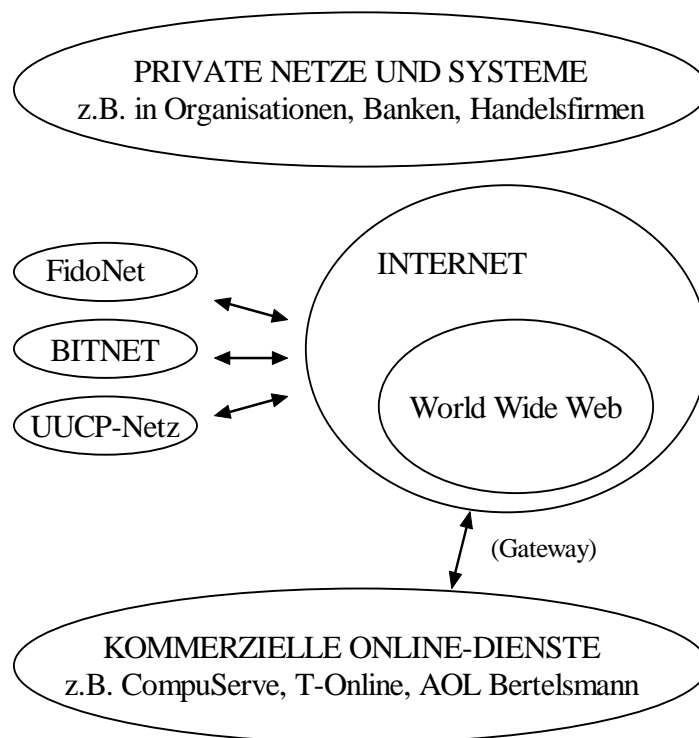 PRIVATE NETZE UND SYSTEME
z.B. in Organisationen, Banken, Handelsfirmen
FidoNet
INTERNET
BITNET
World Wide Web
UUCP-Netz
(Gateway)
KOMMERZIELLE ONLINE-DIENSTE
z.B. CompuServe, T-Online, AOL Bertelsmann